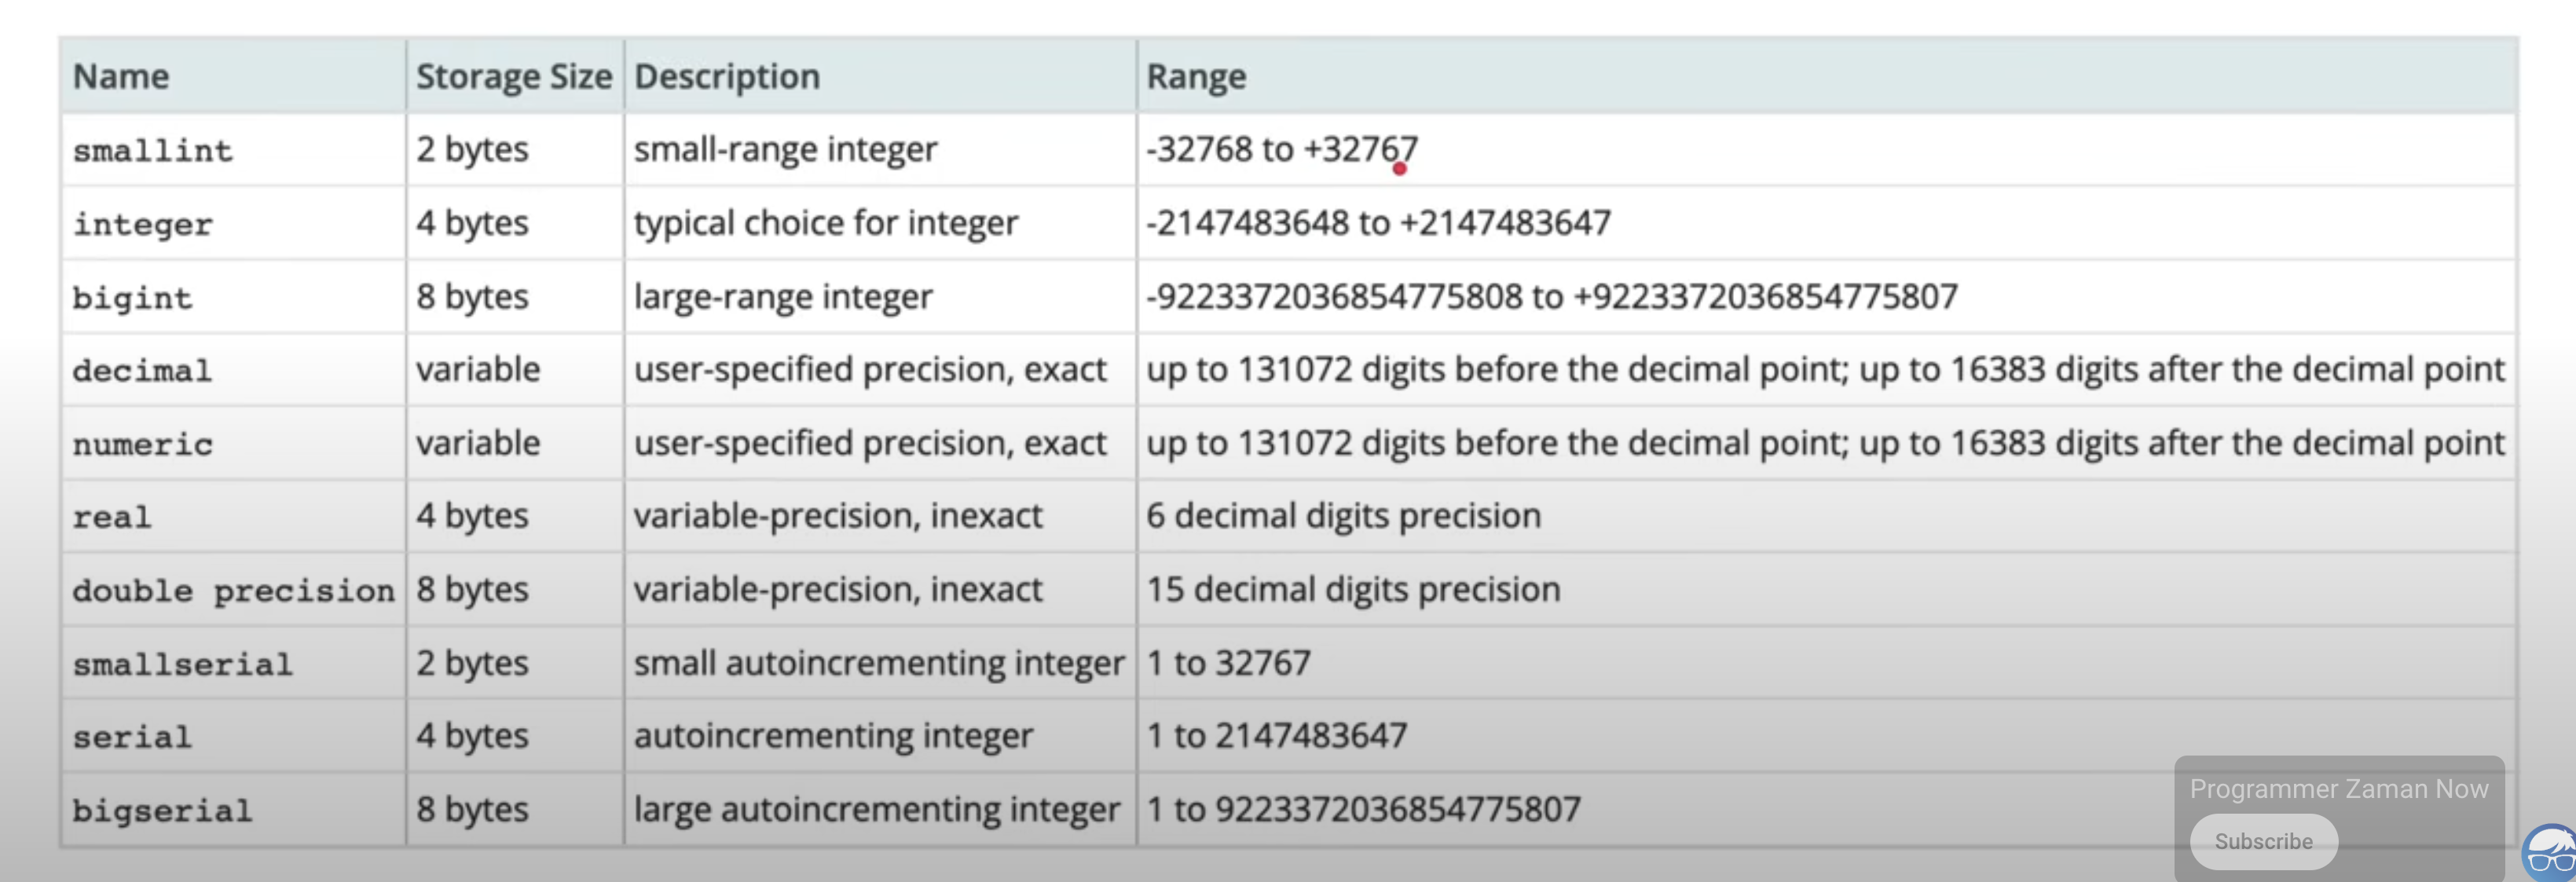 Name Storage Size Description Range
smallint 2 bytes small-range integer -32768 to +32767
integer 4 bytes typical choice for integer -2147483648 to +2147483647
bigint 8 bytes large-range integer -9223372036854775808 to +9223372036854775807
decimal variable user-specified precision, exact up to 131072 digits before the decimal point; up to 16383 digits after the decimal point
numeric variable user-specified precision, exact up to 131072 digits before the decimal point; up to 16383 digits after the decimal point
real 4 bytes variable-precision, inexact 6 decimal digits precision
double precision 8 bytes variable-precision, inexact 15 decimal digits precision
smallserial 2 bytes small autoincrementing integer 1 to 32767
serial 4 bytes autoincrementing integer 1 to 2147483647
bigserial 8 bytes large autoincrementing integer 1 to 9223372036854775807
Programmer Zaman Now
Subscribe